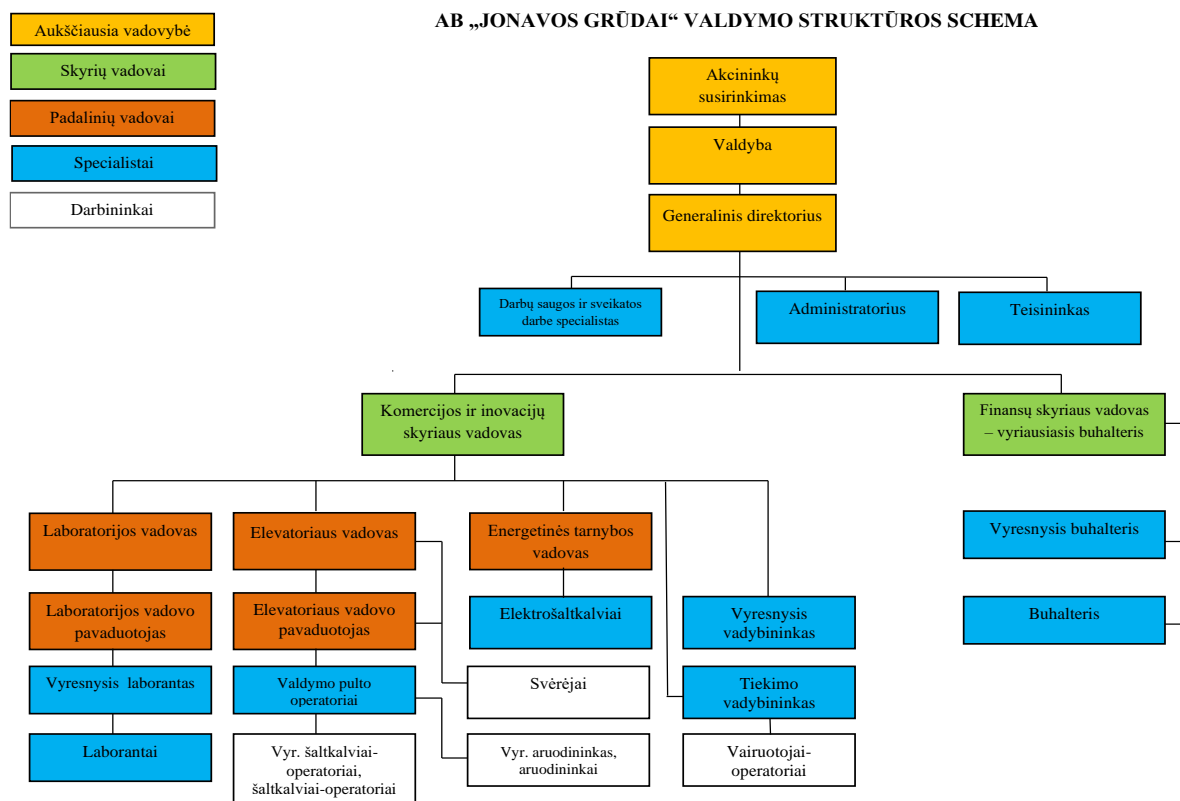 AB „JONAVOS GRŪDAI“ VALDYMO STRUKTŪROS SCHEMA
Aukščiausia vadovybė
Skyrių vadovai
Padalinių vadovai
Specialistai
Darbininkai
Akcininkų
susirinkimas
Valdyba
Generalinis direktorius
Darbų saugos ir sveikatos
darbe specialistas
Administratorius
Teisininkas
Komercijos ir inovacijų
skyriaus vadovas
Finansų skyriaus vadovas
– vyriausiasis buhalteris
Laboratorijos vadovas
Elevatoriaus vadovas
Energetinės tarnybos
vadovas
Vyresnysis buhalteris
Laboratorijos vadovo
pavaduotojas
Elevatoriaus vadovo
pavaduotojas
Elektrošaltkalviai
Vyresnysis
vadybininkas
Buhalteris
Vyresnysis laborantas
Valdymo pulto
operatoriai
Svėrėjai
Tiekimo
vadybininkas
Laborantai
Vyr. šaltkalviai-
operatoriai,
šaltkalviai-operatoriai
Vyr. aruodininkas,
aruodininkai
Vairuotojai-
operatoriai